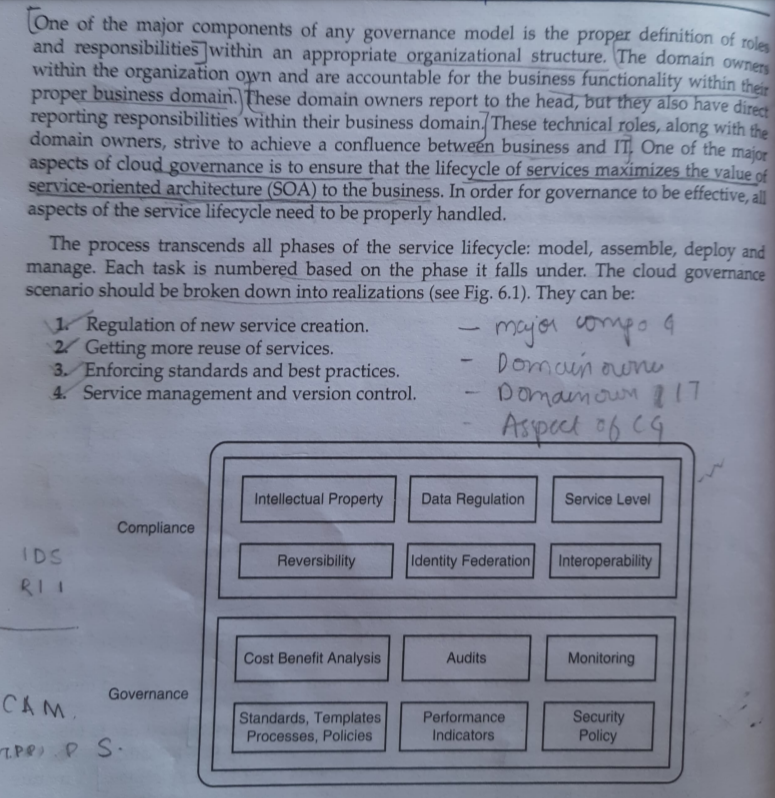 One of the major components of any governance model is the proper definition of roles
and responsibilities within an appropriate organizational structure. The domain owners
within the organization own and are accountable for the business functionality within their
proper business domain. These domain owners report to the head, but they also have direct
reporting responsibilities within their business domain. These technical roles, along with the
domain owners, strive to achieve a confluence between business and IT. One of the major
aspects of cloud governance is to ensure that the lifecycle of services maximizes the value of
service-oriented architecture (SOA) to the business. In order for governance to be effective, all
aspects of the service lifecycle need to be properly handled.
The process transcends all phases of the service lifecycle: model, assemble, deploy and
manage. Each task is numbered based on the phase it falls under. The cloud governance
scenario should be broken down into realizations (see Fig. 6.1). They can be:
1. Regulation of new service creation.
2. Getting more reuse of services.
3. Enforcing standards and best practices.
4. Service management and version control.
- major compo G
- Domain owne
- Domain own IT
- Aspect of CG
Compliance
Intellectual Property Data Regulation Service Level
Reversibility Identity Federation Interoperability
IDS
RII
Governance
Cost Benefit Analysis Audits Monitoring
Standards, Templates
Processes, Policies
Performance
Indicators
Security
Policy
CAM.
P S.